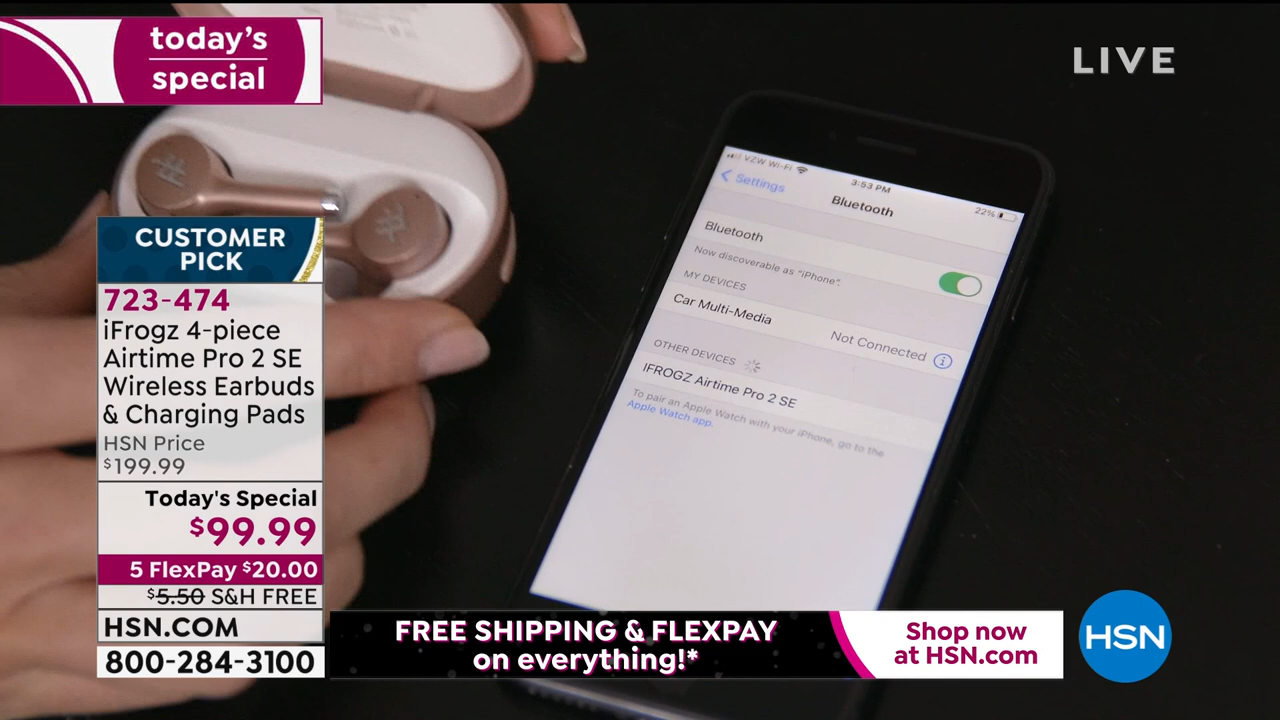 today's
special
LIVE
CUSTOMER
PICK
723-474
iFrogz 4-piece
Airtime Pro 2 SE
Wireless Earbuds
& Charging Pads
HSN Price
$199.99
Today's Special
$99.99
5 FlexPay $20.00
$5.50 S&H FREE
HSN.COM
800-284-3100
VZW Wi-Fi
3:53 PM
22%
Settings
Bluetooth
Bluetooth
Now discoverable as "iPhone".
MY DEVICES
Car Multi-Media
Not Connected
OTHER DEVICES
IFROGZ Airtime Pro 2 SE
To pair an Apple Watch with your iPhone, go to the
Apple Watch app.
FREE SHIPPING & FLEXPAY
on everything!*
Shop now
at HSN.com
HSN